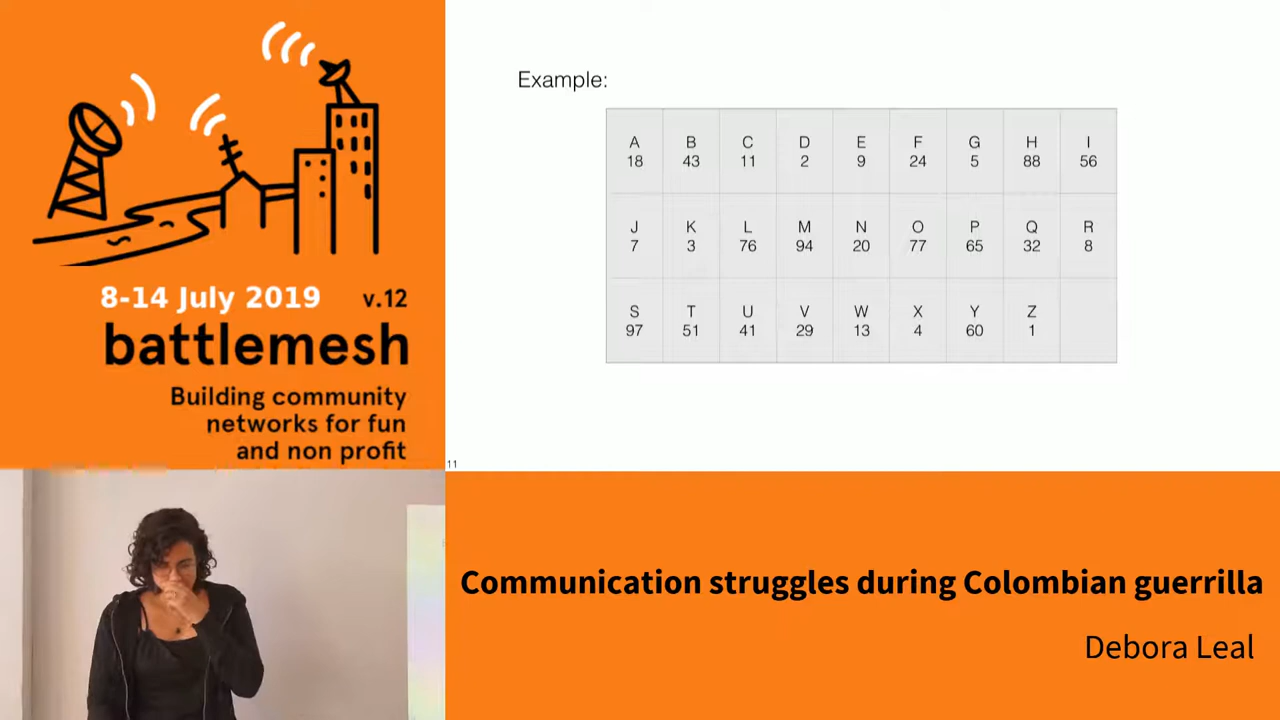 8-14 July 2019 v.12
battlemesh
Building community
networks for fun
and non profit
Example:
A B C D E F G H I
18 43 11 2 9 24 5 88 56
J K L M N O P Q R
7 3 76 94 20 77 65 32 8
S T U V W X Y Z
97 51 41 29 13 4 60 1
11
Communication struggles during Colombian guerrilla
Debora Leal